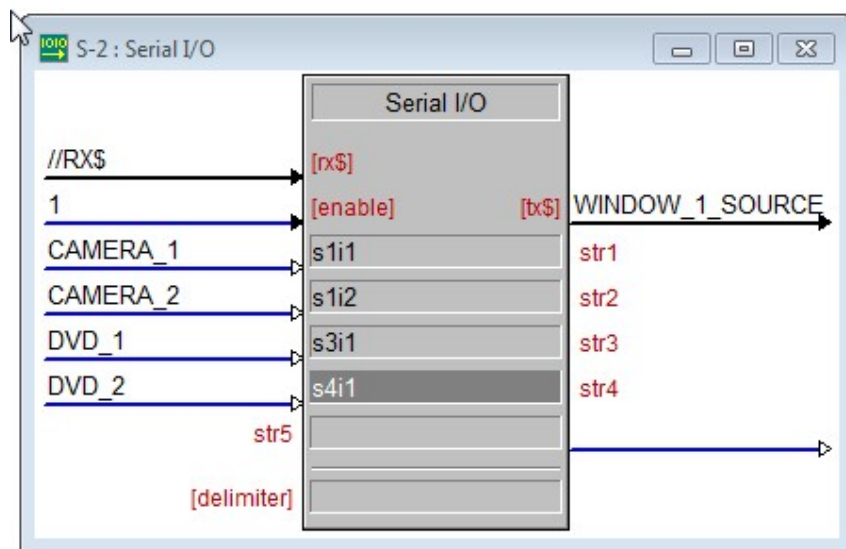 1010 S-2 : Serial I/O
Serial I/O
//RX$ [rx$]
1 [enable] [tx$] WINDOW_1_SOURCE
CAMERA_1 s1i1 str1
CAMERA_2 s1i2 str2
DVD_1 s3i1 str3
DVD_2 s4i1 str4
str5
[delimiter]